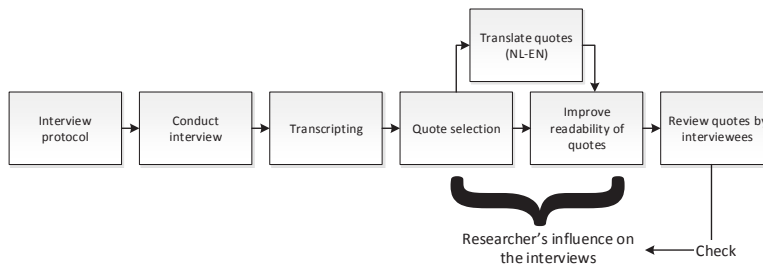 Translate quotes
(NL-EN)
Interview
protocol
Conduct
interview
Transcripting
Quote selection
Improve
readability of
quotes
Review quotes by
interviewees
Researcher's influence on
the interviews
Check